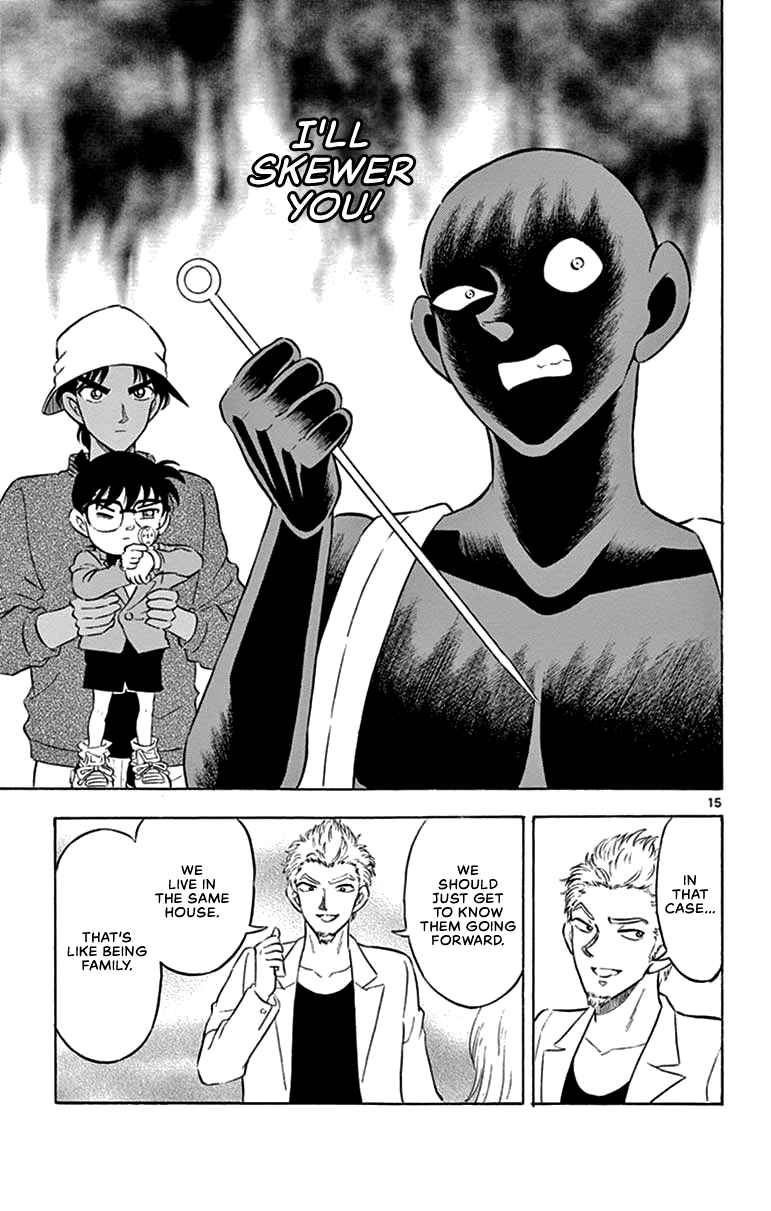 I'LL
SKEWER
YOU!
15
IN
THAT
CASE...
WE
SHOULD
JUST GET
TO KNOW
THEM GOING
FORWARD.
WE
LIVE IN
THE SAME
HOUSE.
THAT'S
LIKE BEING
FAMILY.